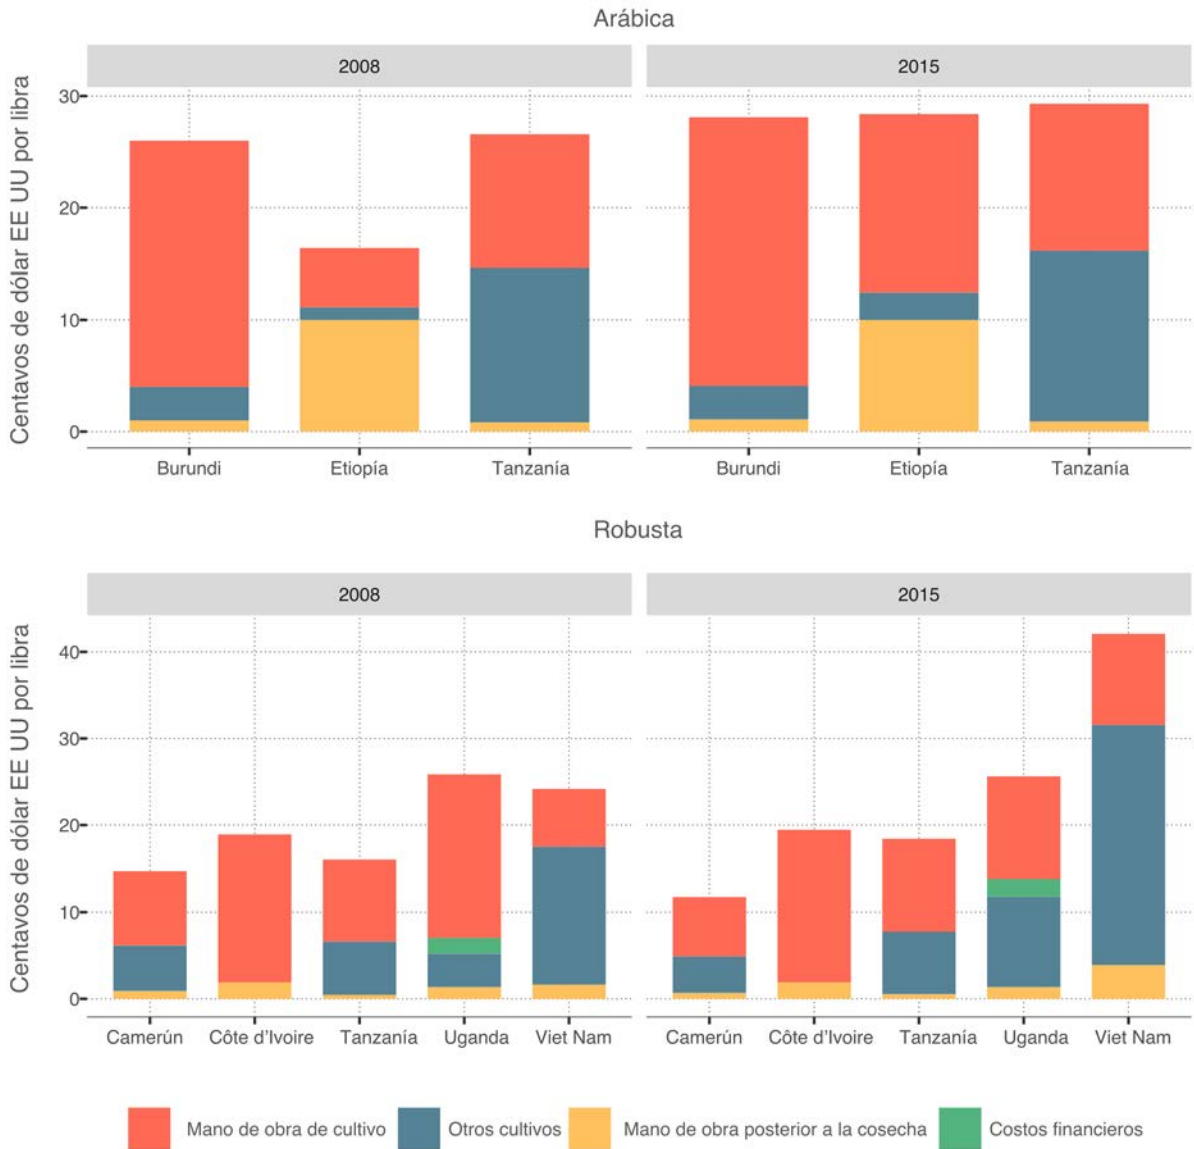 Arábica
2008
2015
Centavos de dólar EE UU por libra
30
20
10
0
Burundi
Etiopía
Tanzanía
Burundi
Etiopía
Tanzanía
Robusta
2008
2015
Centavos de dólar EE UU por libra
40
30
20
10
0
Camerún
Côte d'Ivoire
Tanzanía
Uganda
Viet Nam
Camerún
Côte d'Ivoire
Tanzanía
Uganda
Viet Nam
Mano de obra de cultivo
Otros cultivos
Mano de obra posterior a la cosecha
Costos financieros